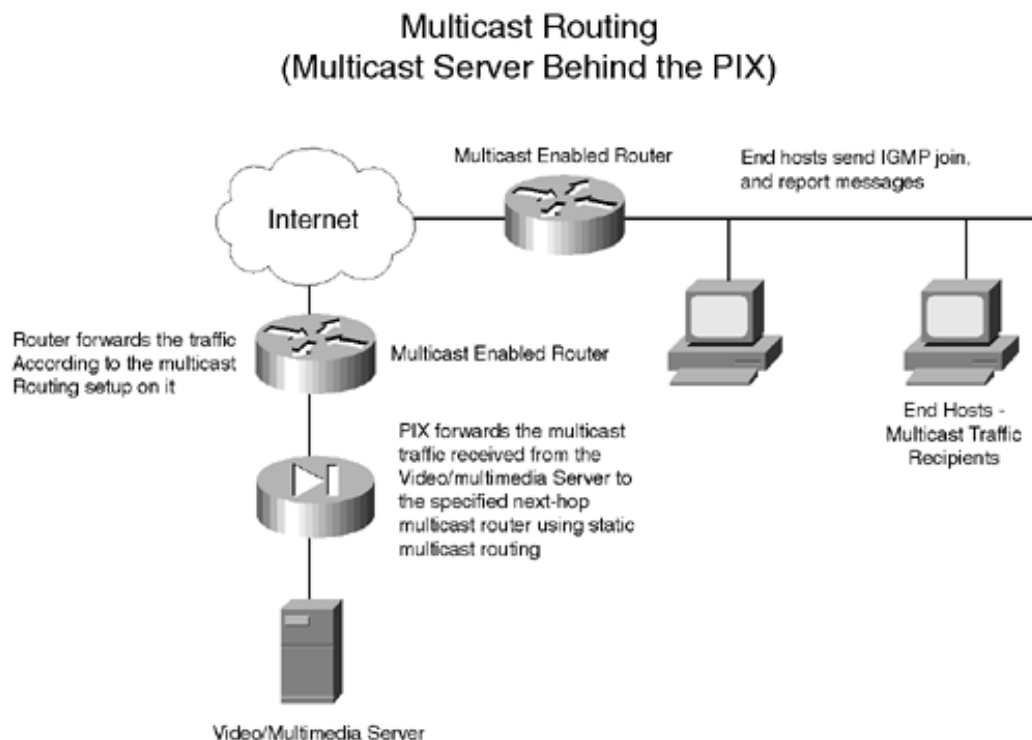 Multicast Routing
(Multicast Server Behind the PIX)
Multicast Enabled Router
End hosts send IGMP join,
and report messages
Internet
Router forwards the traffic
According to the multicast
Routing setup on it
Multicast Enabled Router
End Hosts -
Multicast Traffic
Recipients
PIX forwards the multicast
traffic received from the
Video/multimedia Server to
the specified next-hop
multicast router using static
multicast routing
Video/Multimedia Server